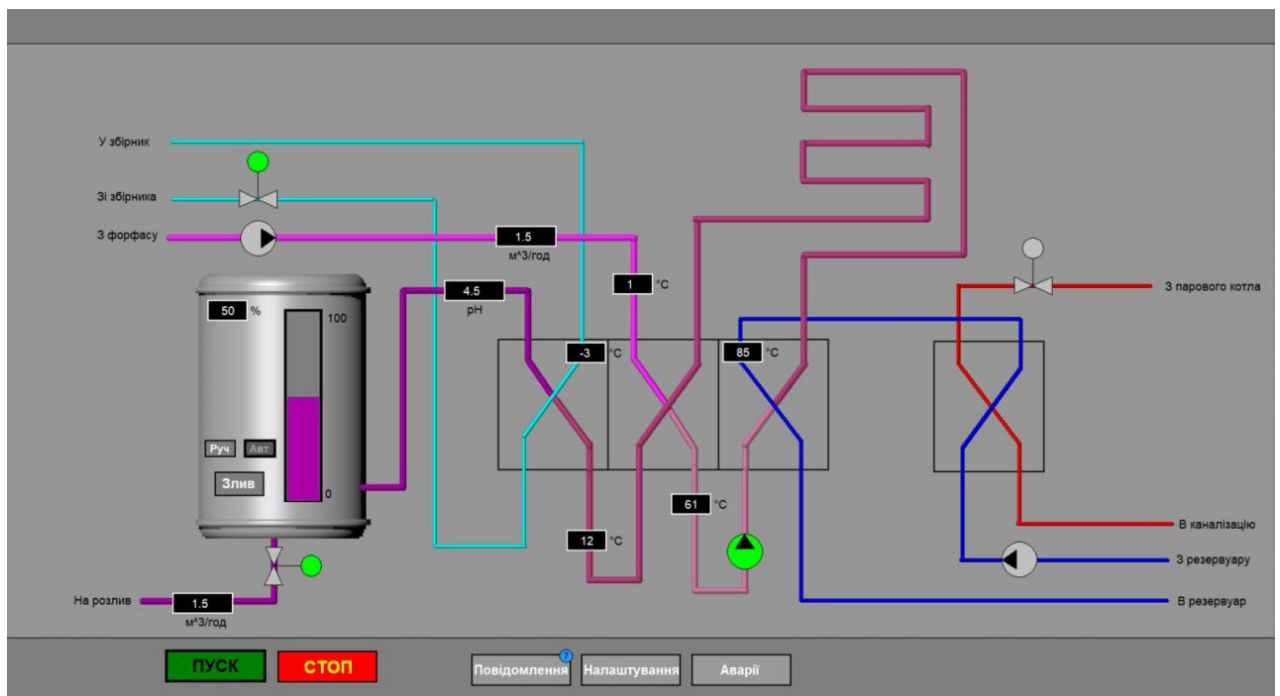 У збірник
Зі збірника
З форфасу
1.5
м^3/год
1 °C
З парового котла
4.5
pH
50 %
100
-3 °C
85 °C
Руч Авт
Злив
0
61 °C
12 °C
В каналізацію
З резервуару
В резервуар
На розлив
1.5
м^3/год
ПУСК СТОП Повідомлення 7 Налаштування Аварії